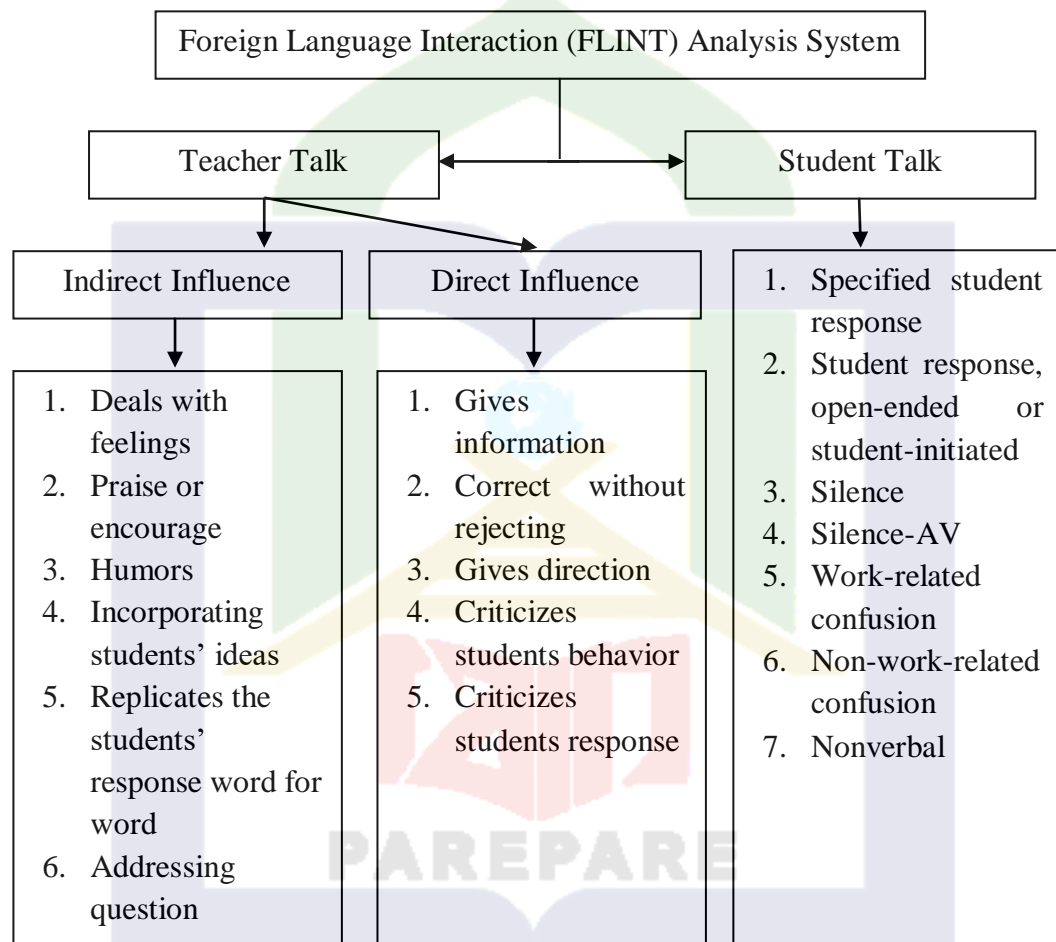 Foreign Language Interaction (FLINT) Analysis System
Teacher Talk
Student Talk
Indirect Influence
Direct Influence
1. Deals with
feelings
2. Praise or
encourage
3. Humors
4. Incorporating
students’ ideas
5. Replicates the
students’
response word for
word
6. Addressing
question
1. Gives
information
2. Correct without
rejecting
3. Gives direction
4. Criticizes
students behavior
5. Criticizes
students response
1. Specified student
response
2. Student response,
open-ended or
student-initiated
3. Silence
4. Silence-AV
5. Work-related
confusion
6. Non-work-related
confusion
7. Nonverbal
PAREPARE